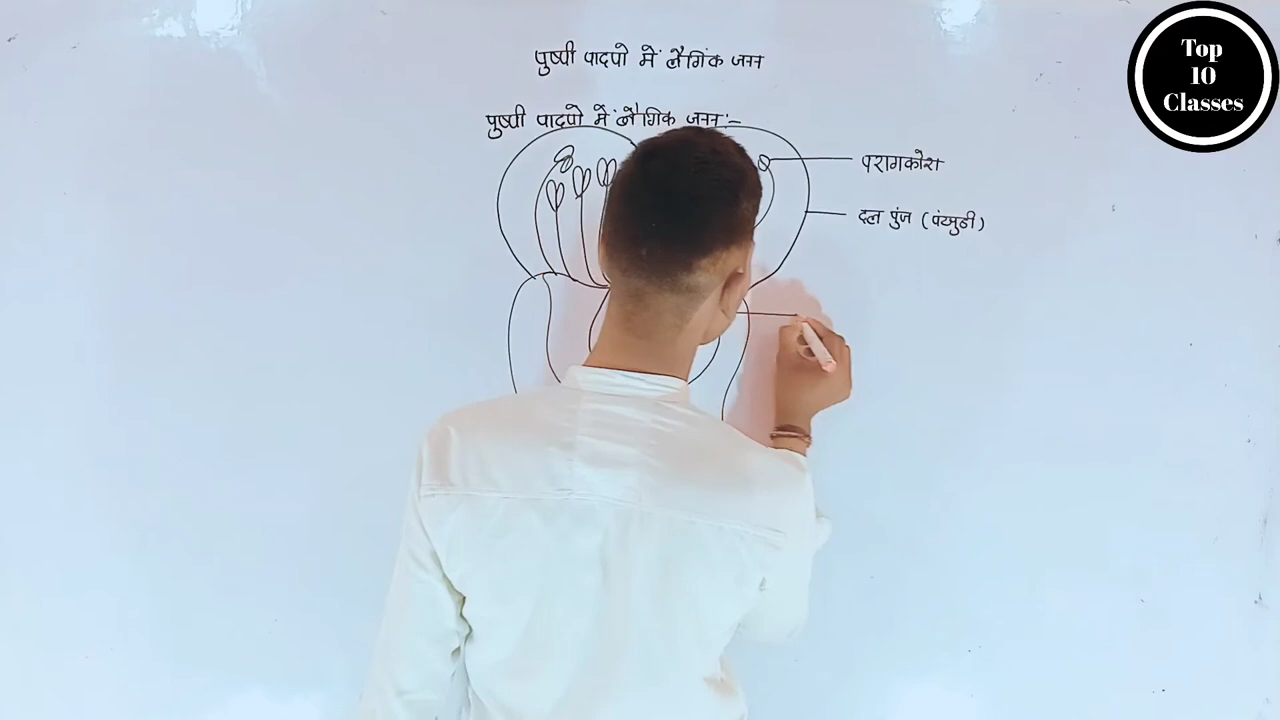 पुष्पी पादपो में लैगिंक जनन
पुष्पी पादपो में लैगिक जनन:-
परागकोश
दल पुंज (पंखुडी)
Top
10
Classes